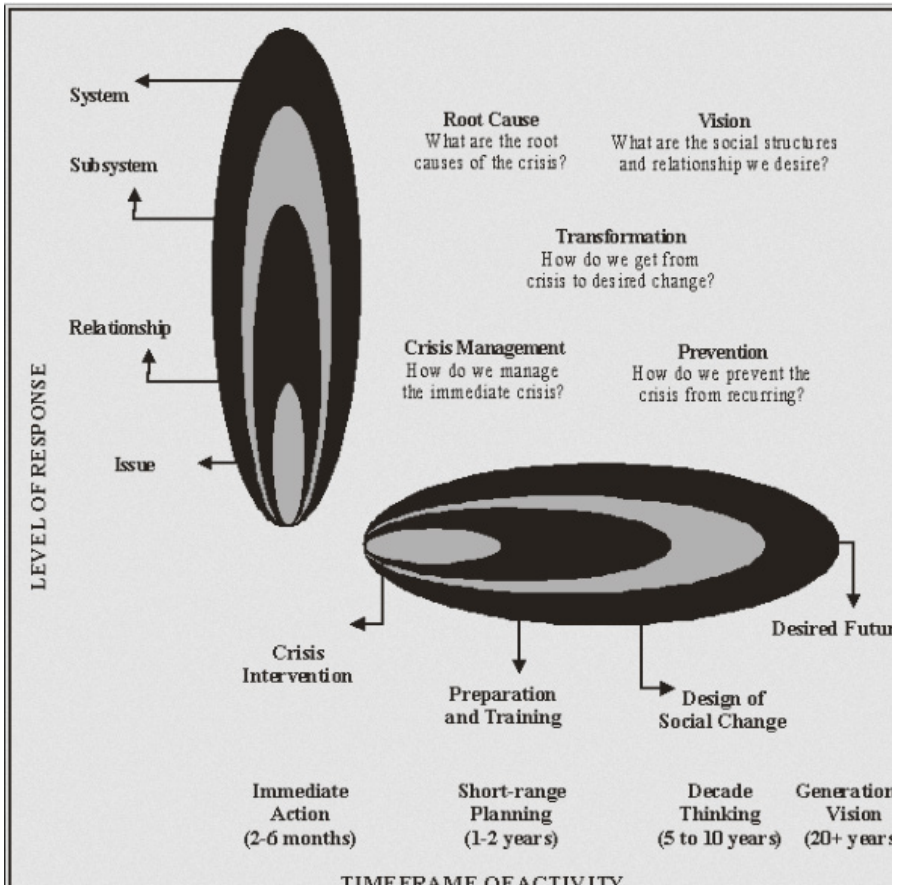 System
Root Cause
What are the root
causes of the crisis?
Vision
What are the social structures
and relationship we desire?
Subsystem
Transformation
How do we get from
crisis to desired change?
Relationship
Crisis Management
How do we manage
the immediate crisis?
Prevention
How do we prevent the
crisis from recurring?
LEVEL OF RESPONSE
Issue
Desired Futur
Crisis
Intervention
Preparation
and Training
Design of
Social Change
Immediate
Action
(2-6 months)
Short-range
Planning
(1-2 years)
Decade
Thinking
(5 to 10 years)
Generation
Vision
(20+ years
TIMEFRAME OF ACTIVITY